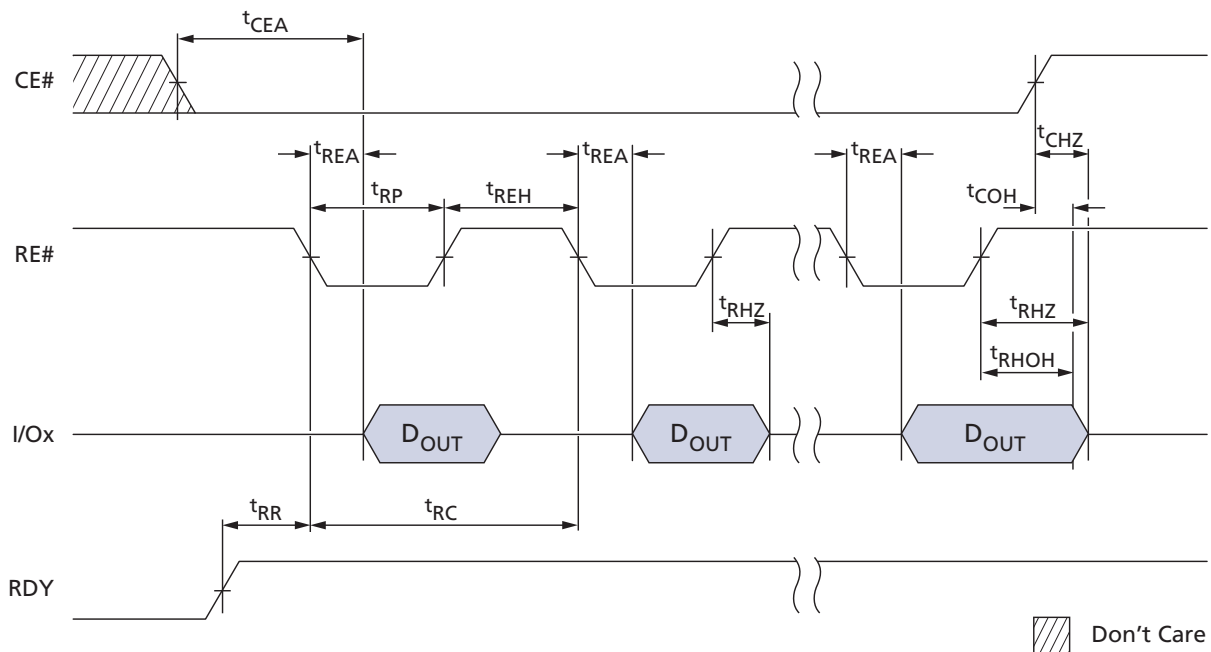 tCEA
CE#
tREA
tREA
tREA
tCHZ
tRP
tREH
tCOH
RE#
tRHZ
tRHZ
tRHOH
I/Ox
DOUT
DOUT
DOUT
tRR
tRC
RDY
Don't Care